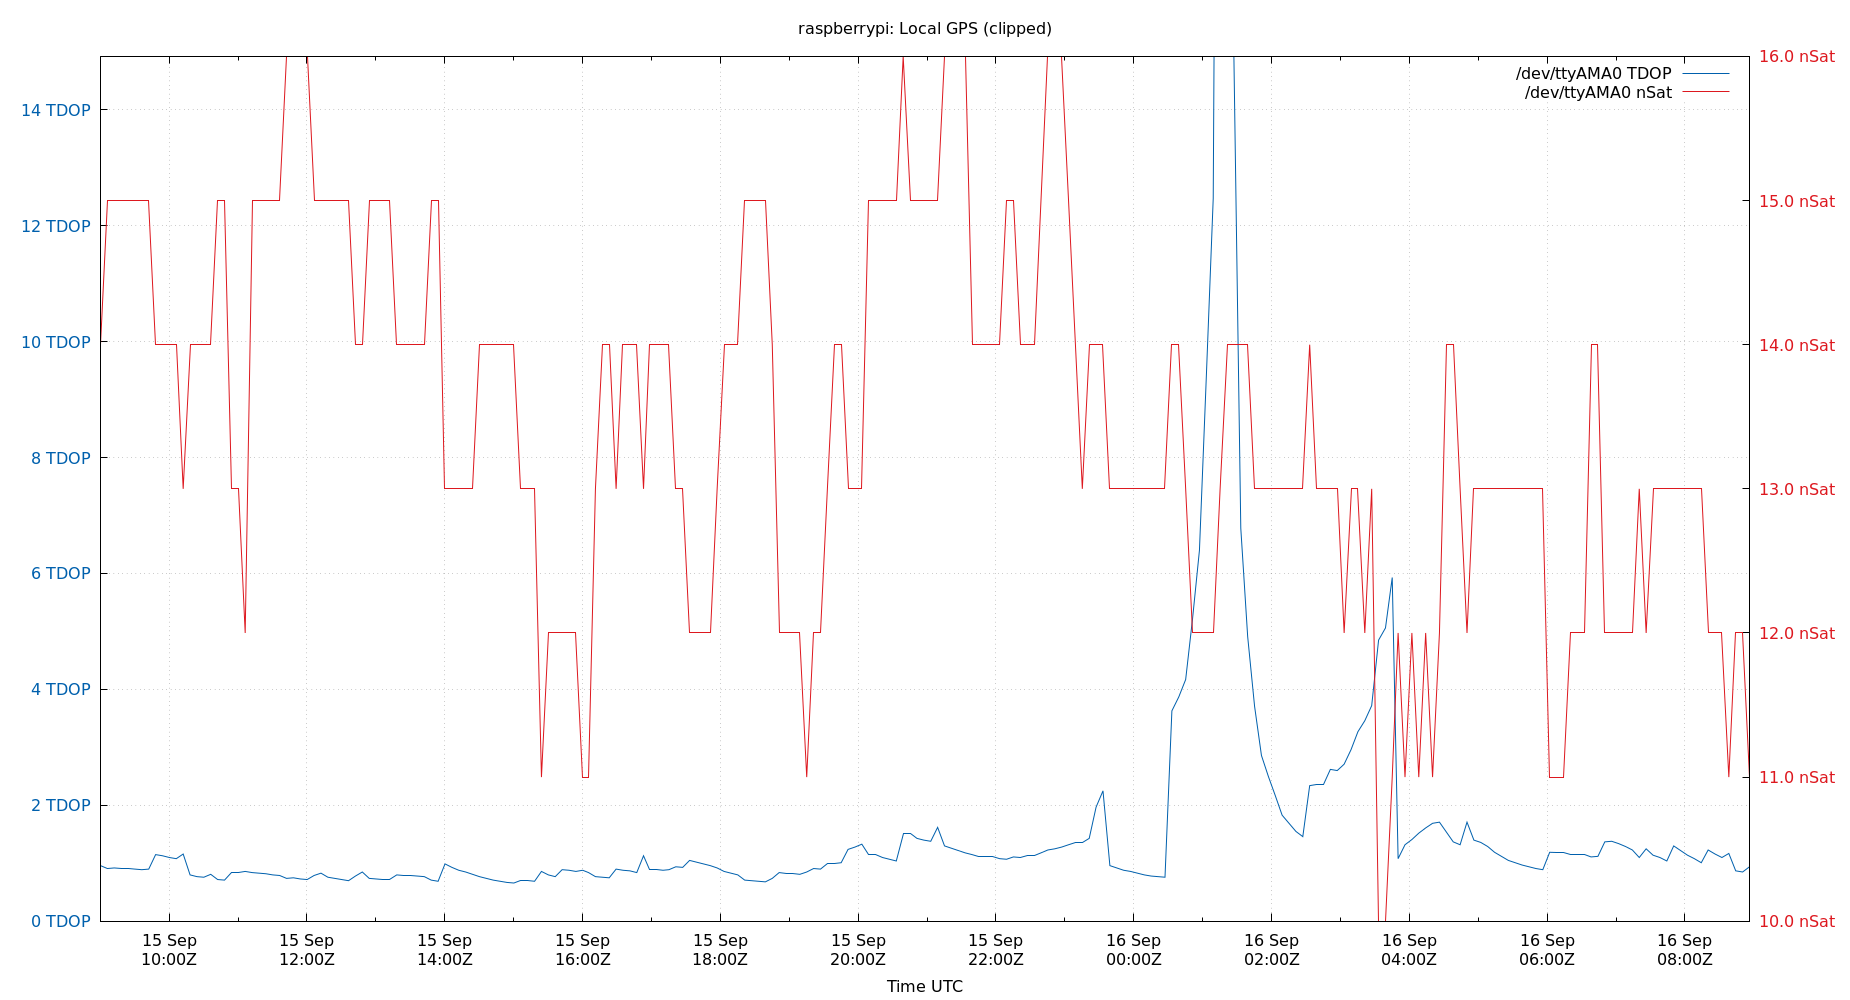 raspberrypi: Local GPS (clipped)
/dev/ttyAMA0 TDOP
/dev/ttyAMA0 nSat
14 TDOP
12 TDOP
10 TDOP
8 TDOP
6 TDOP
4 TDOP
2 TDOP
0 TDOP
16.0 nSat
15.0 nSat
14.0 nSat
13.0 nSat
12.0 nSat
11.0 nSat
10.0 nSat
15 Sep
10:00Z
15 Sep
12:00Z
15 Sep
14:00Z
15 Sep
16:00Z
15 Sep
18:00Z
15 Sep
20:00Z
15 Sep
22:00Z
16 Sep
00:00Z
16 Sep
02:00Z
16 Sep
04:00Z
16 Sep
06:00Z
16 Sep
08:00Z
Time UTC